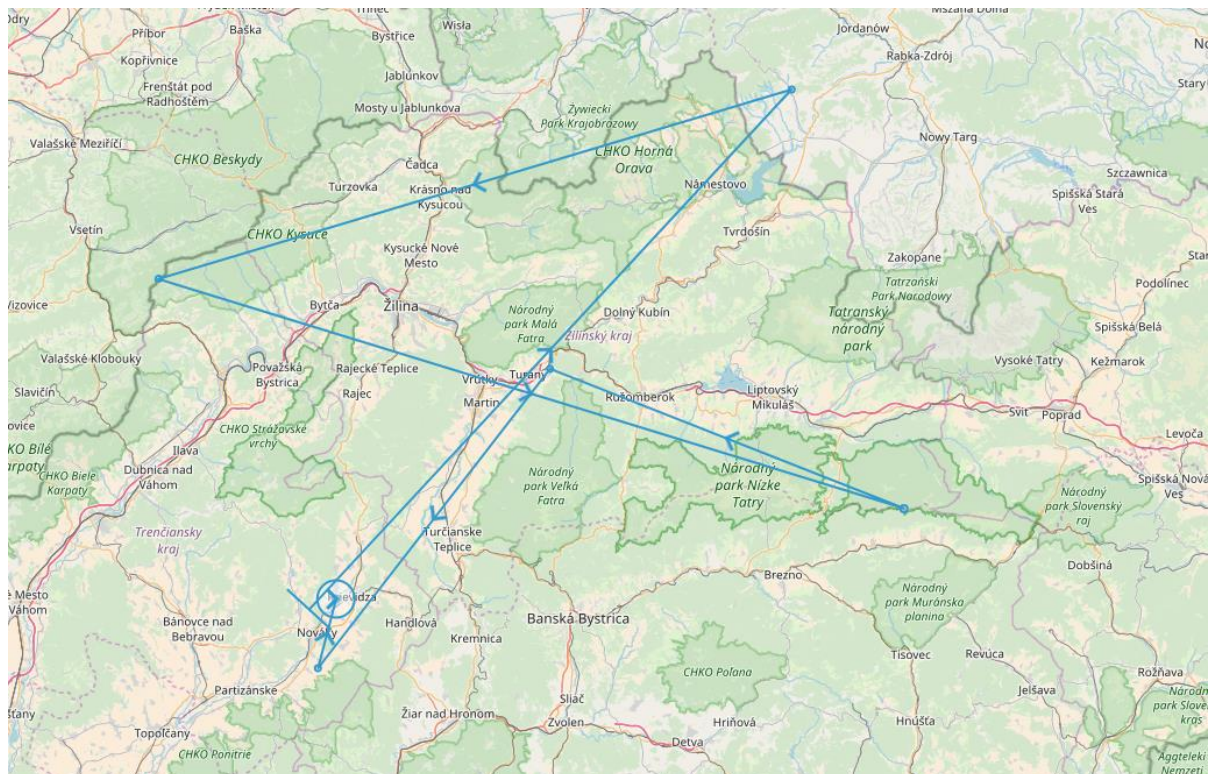 Příbor
Baška
Wisła
Jordanów
Kopřivnice
Bystřice
Rabka-Zdrój
Frenštát pod
Radhoštěm
Jablunkov
Mosty u Jablunkova
Żywiecki
Park Krajobrazowy
Valašské Meziříčí
CHKO Beskydy
Nowy Targ
CHKO Horná
Orava
Čadca
Szczawnica
Turzovka
Krásno nad
Kysucou
Námestovo
Spišská Stará
Ves
Vsetín
CHKO Kysuce
Tvrdošín
Kysucké Nové
Mesto
Zakopane
Tatrzański
Park Narodowy
Podolínec
Vizovice
Bytča
Žilina
Národný
park Malá
Fatra
Dolný Kubín
Žilinský kraj
Tatranský
národný
park
Spišská Belá
Valašské Klobouky
Považská
Bystrica
Rajecké Teplice
Vysoké Tatry
Kežmarok
Slavičín
Rajec
Vrútky
Turany
Martin
Ružomberok
Liptovský
Mikuláš
Svit
Poprad
Levoča
CHKO Strážovské
vrchy
Ilava
CHKO Biele
Karpaty
Dubnica nad
Váhom
Národný
park Veľká
Fatra
Národný
park Nízke
Tatry
Spišská Nová
Ves
Národný
park Slovenský
raj
Trenčiansky
kraj
Turčianske
Teplice
Dobšiná
Brezno
Národný
park Muránska
planina
Bánovce nad
Bebravou
Nováky
Handlová
Kremnica
Banská Bystrica
Tisovec
Revúca
Rožňava
Partizánske
CHKO Poľana
Jelšava
Sliač
Žiar nad Hronom
Zvolen
Hriňová
Hnúšťa
Topoľčany
Detva
CHKO Ponitrie
Aggteleki
Nemzeti